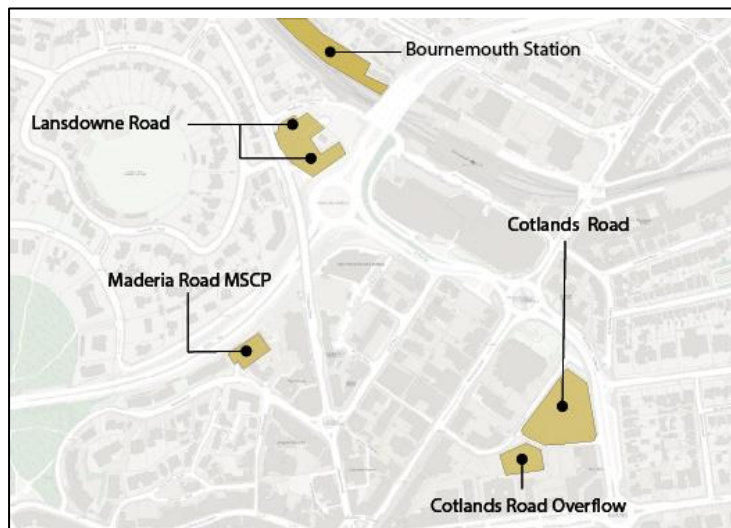 Bournemouth Station
Lansdowne Road
Cotlands Road
Maderia Road MSCP
Cotlands Road Overflow